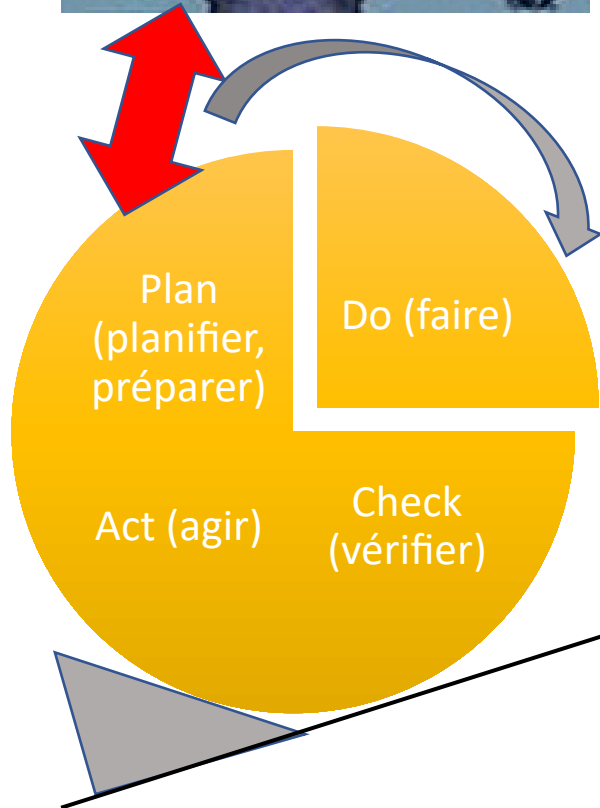 Plan
(planifier,
préparer)
Do (faire)
Check
(vérifier)
Act (agir)